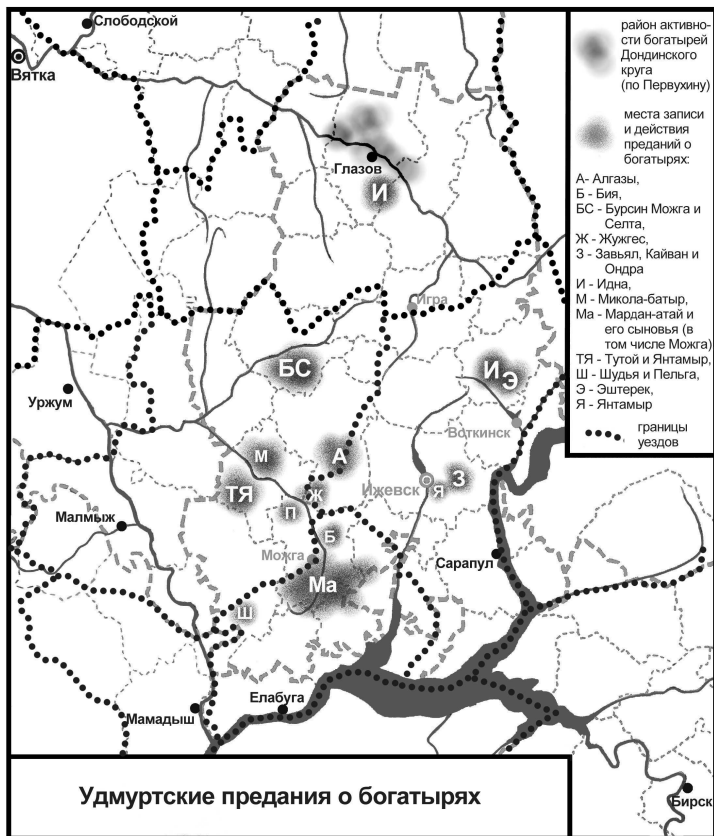 Слободской
Вятка
Глазов
И
Игра
БС
И
Э
Уржум
Воткинск
М
А
ТЯ
Ж
Ижевск
З
Я
П
Малмыж
Б
Можга
Сарапул
Ма
Ш
Елабуга
Мамадыш
Бирск
район активно-
сти богатырей
Дондинского
круга
(по Первухину)
места записи
и действия
преданий о
богатырях:
А- Алгазы,
Б - Бия,
БС - Бурсин Можга и
Селта,
Ж - Жужгес,
З - Завьял, Кайван и
Ондра
И - Идна,
М - Микола-батыр,
Ма - Мардан-атай и
его сыновья (в
том числе Можга)
ТЯ - Тутой и Янтамыр,
Ш - Шудья и Пельга,
Э - Эштерек,
Я - Янтамыр
границы
уездов
Удмуртские предания о богатырях